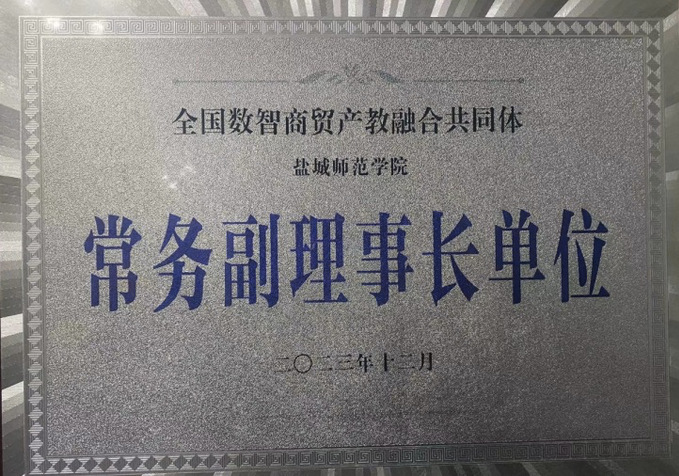 全国数智商贸产教融合共同体
盐城师范学院
常务副理事长单位
二〇二三年十二月